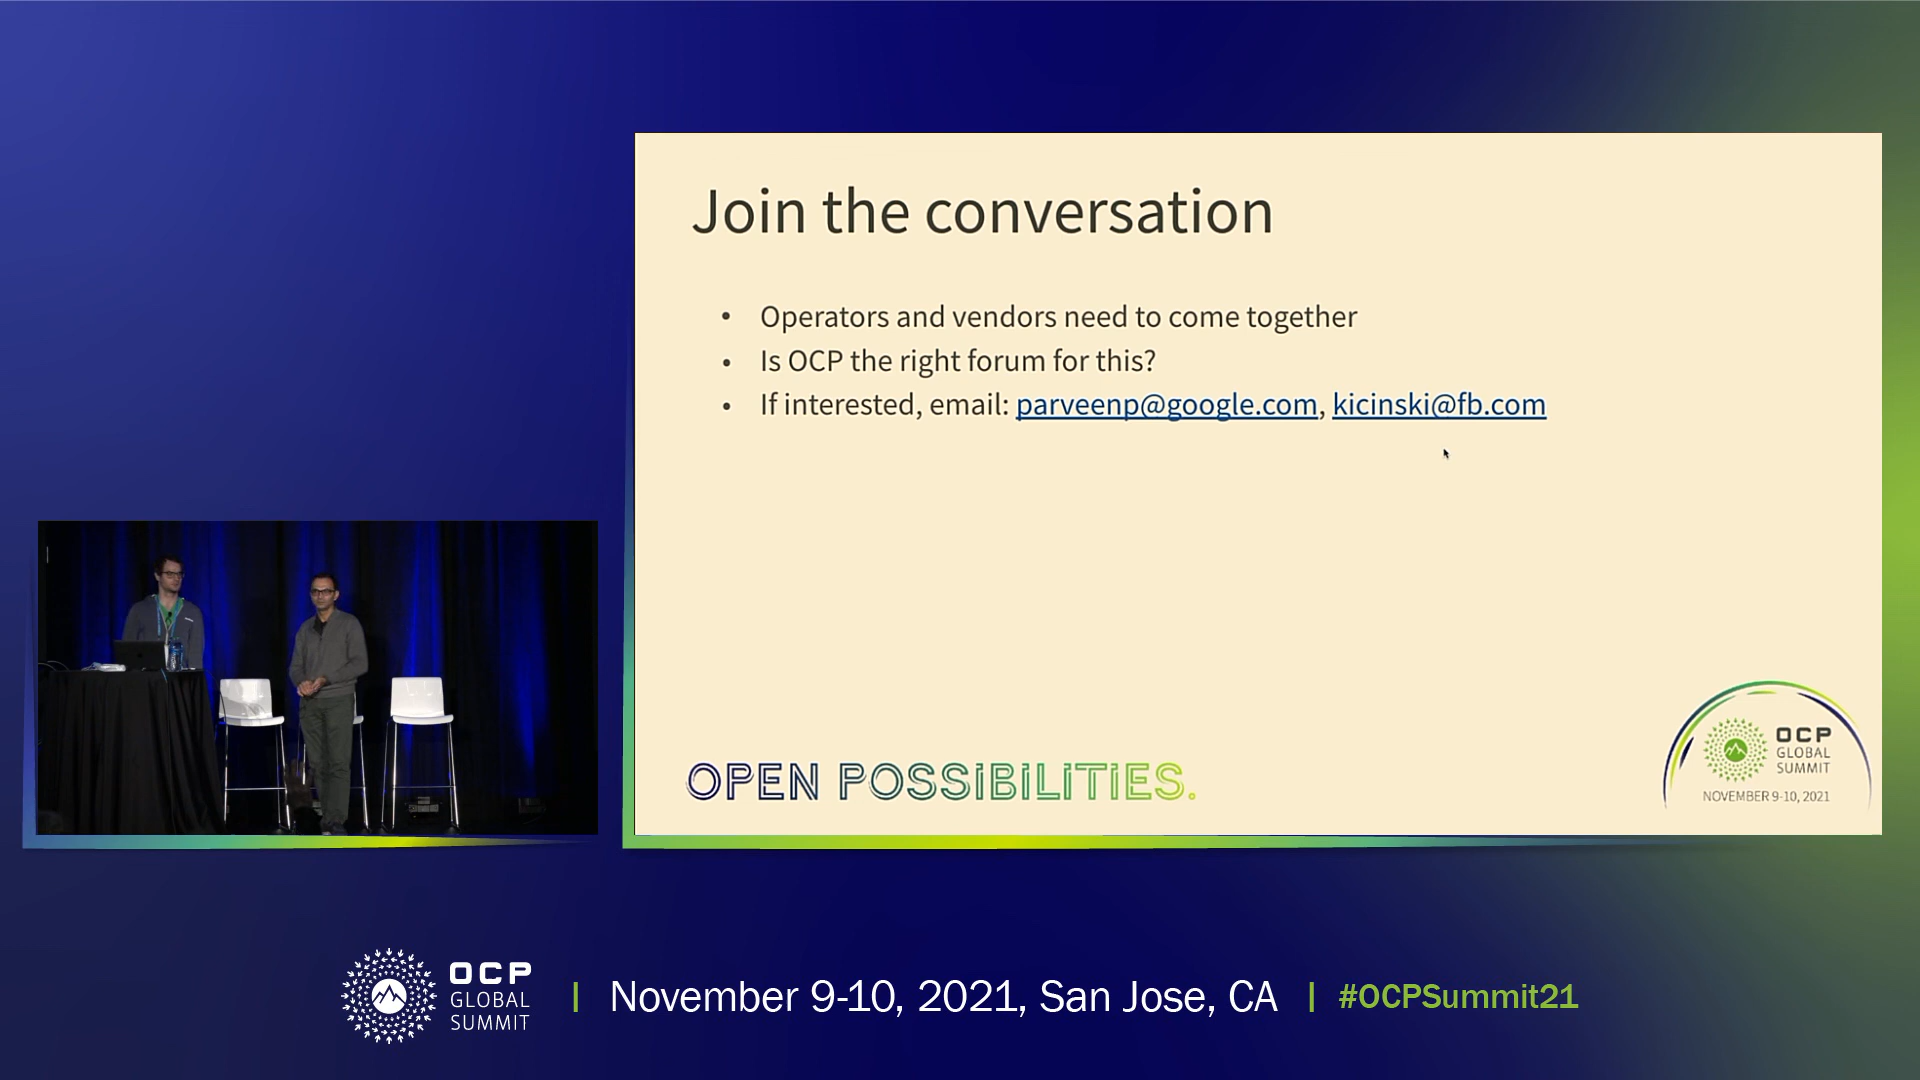 Join the conversation
• Operators and vendors need to come together
• Is OCP the right forum for this?
• If interested, email: parveenp@google.com, kicinski@fb.com
OPEN POSSIBILITIES.
OCP
GLOBAL
SUMMIT
NOVEMBER 9-10, 2021
OCP
GLOBAL
SUMMIT
| November 9-10, 2021, San Jose, CA | #OCPSummit21